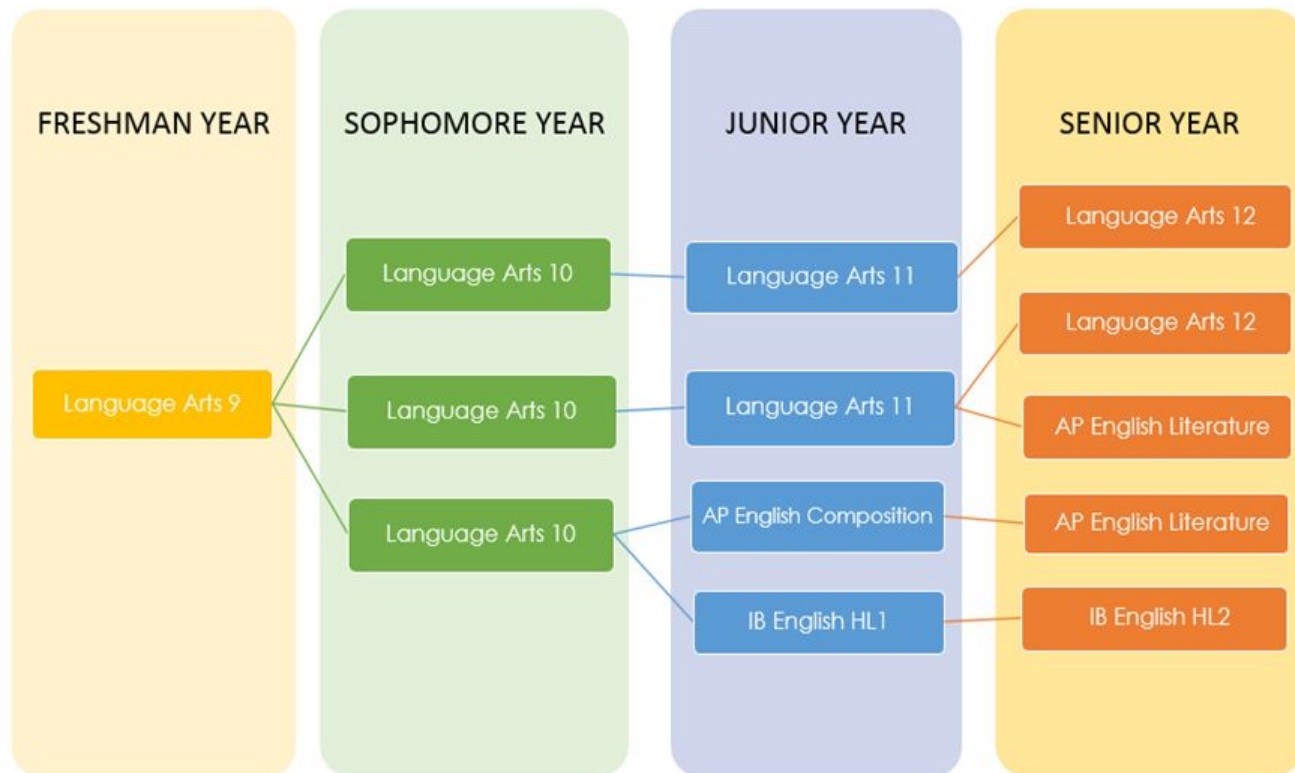 FRESHMAN YEAR
SOPHOMORE YEAR
JUNIOR YEAR
SENIOR YEAR
Language Arts 9
Language Arts 10
Language Arts 10
Language Arts 10
Language Arts 11
Language Arts 11
AP English Composition
IB English HL1
Language Arts 12
Language Arts 12
AP English Literature
AP English Literature
IB English HL2